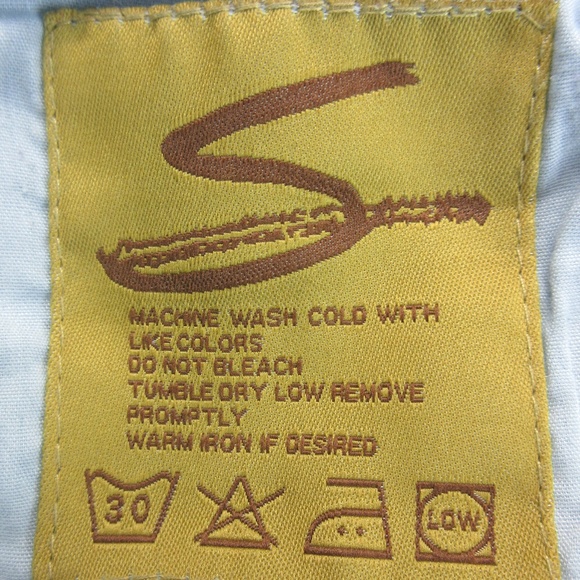 S
MACHINE WASH COLD WITH
LIKE COLORS
DO NOT BLEACH
TUMBLE DRY LOW REMOVE
PROMPTLY
WARM IRON IF DESIRED
30 LOW